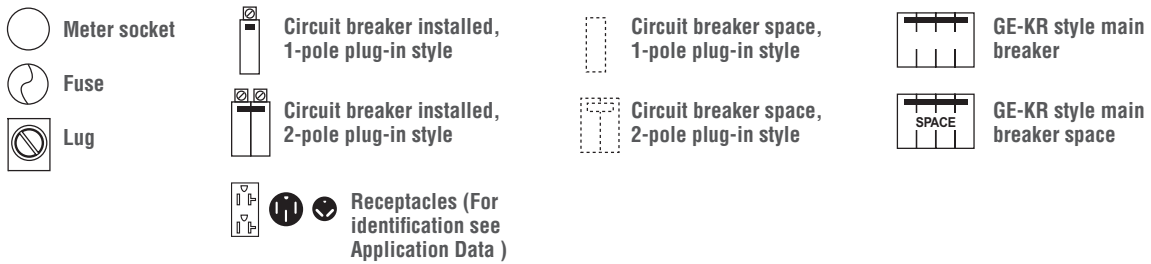 Meter socket
Fuse
Lug
Circuit breaker installed,
1-pole plug-in style
Circuit breaker installed,
2-pole plug-in style
Receptacles (For
identification see
Application Data )
Circuit breaker space,
1-pole plug-in style
Circuit breaker space,
2-pole plug-in style
GE-KR style main
breaker
SPACE
GE-KR style main
breaker space